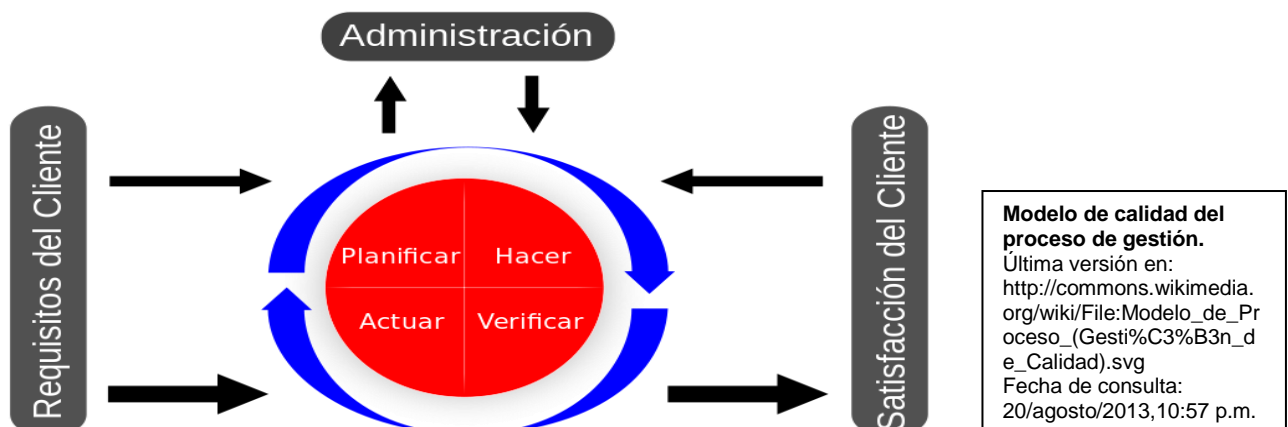 Administración
Requisitos del Cliente
Planificar
Hacer
Actuar
Verificar
Satisfacción del Cliente
Modelo de calidad del
proceso de gestión.
Última versión en:
http://commons.wikimedia.
org/wiki/File:Modelo_de_Pr
oceso_(Gesti%C3%B3n_d
e_Calidad).svg
Fecha de consulta:
20/agosto/2013,10:57 p.m.